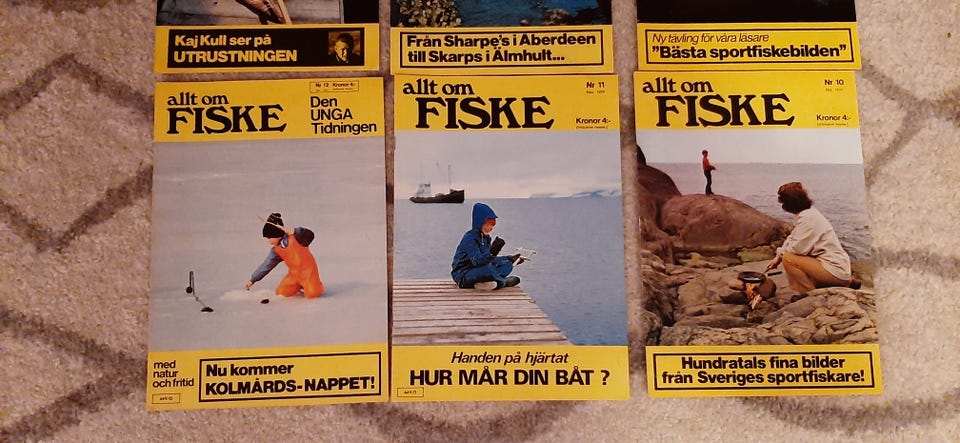 Kaj Kull ser på
UTRUSTNINGEN
Från Sharpe's i Aberdeen
till Skarps i Älmhult...
Ny tävling för våra läsare
"Bästa sportfiskebilden"
allt om
FISKE
Nr 12 Kronor 4:-
Den
UNGA
Tidningen
med
natur
och fritid
Nu kommer
KOLMÅRDS-NAPPET!
allt om
FISKE
Nr 11
Kronor 4:-
Handen på hjärtat
HUR MÅR DIN BÅT ?
allt om
FISKE
Nr 10
Kronor 4:-
Hundratals fina bilder
från Sveriges sportfiskare!